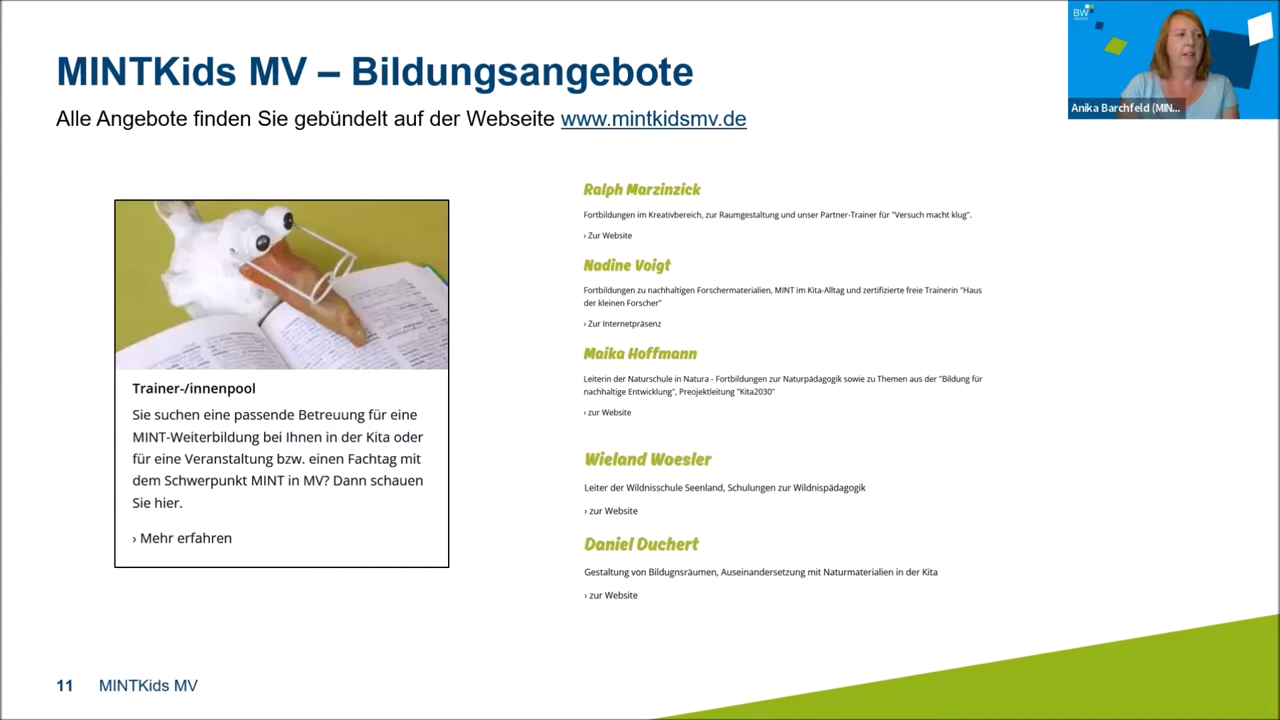 MINTKids MV – Bildungsangebote
Alle Angebote finden Sie gebündelt auf der Webseite www.mintkidsmv.de
BW
Anika Barchfeld (MIN...
Trainer-/innenpool
Sie suchen eine passende Betreuung für eine
MINT-Weiterbildung bei Ihnen in der Kita oder
für eine Veranstaltung bzw. einen Fachtag mit
dem Schwerpunkt MINT in MV? Dann schauen
Sie hier.
› Mehr erfahren
Ralph Marzinzick
Fortbildungen im Kreativbereich, zur Raumgestaltung und unser Partner-Trainer für "Versuch macht klug".
› Zur Website
Nadine Voigt
Fortbildungen zu nachhaltigen Forschermaterialien, MINT im Kita-Alltag und zertifizierte freie Trainerin "Haus
der kleinen Forscher"
› Zur Internetpräsenz
Maika Hoffmann
Leiterin der Naturschule in Natura - Fortbildungen zur Naturpädagogik sowie zu Themen aus der "Bildung für
nachhaltige Entwicklung", Preojektleitung "Kita2030"
› zur Website
Wieland Woesler
Leiter der Wildnisschule Seenland, Schulungen zur Wildnispädagogik
› zur Website
Daniel Duchert
Gestaltung von Bildugnsräumen, Auseinandersetzung mit Naturmaterialien in der Kita
› zur Website
11 MINTKids MV